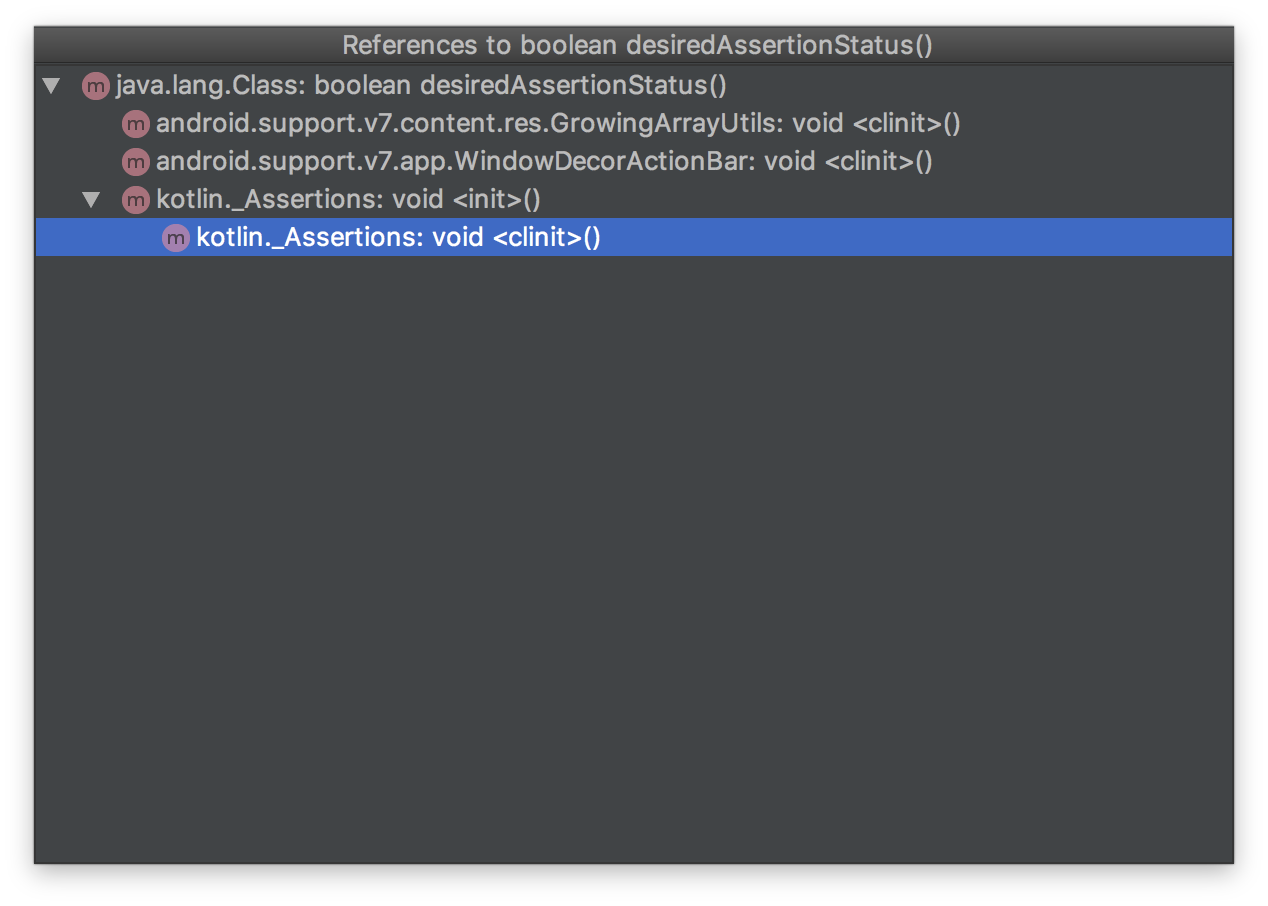 References to boolean desiredAssertionStatus()
m java.lang.Class: boolean desiredAssertionStatus()
m android.support.v7.content.res.GrowingArrayUtils: void <clinit>()
m android.support.v7.app.WindowDecorActionBar: void <clinit>()
m kotlin._Assertions: void <init>()
m kotlin._Assertions: void <clinit>()